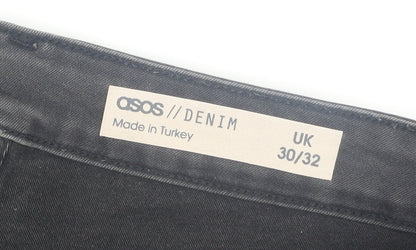 asos // DENIM
Made in Turkey
UK
30/32